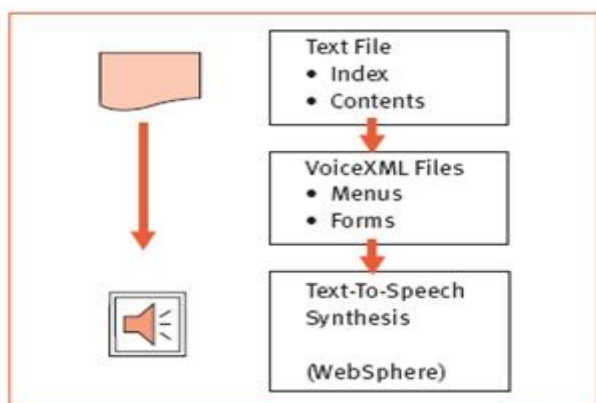 Text File
• Index
• Contents
VoiceXML Files
• Menus
• Forms
Text-To-Speech
Synthesis
(WebSphere)